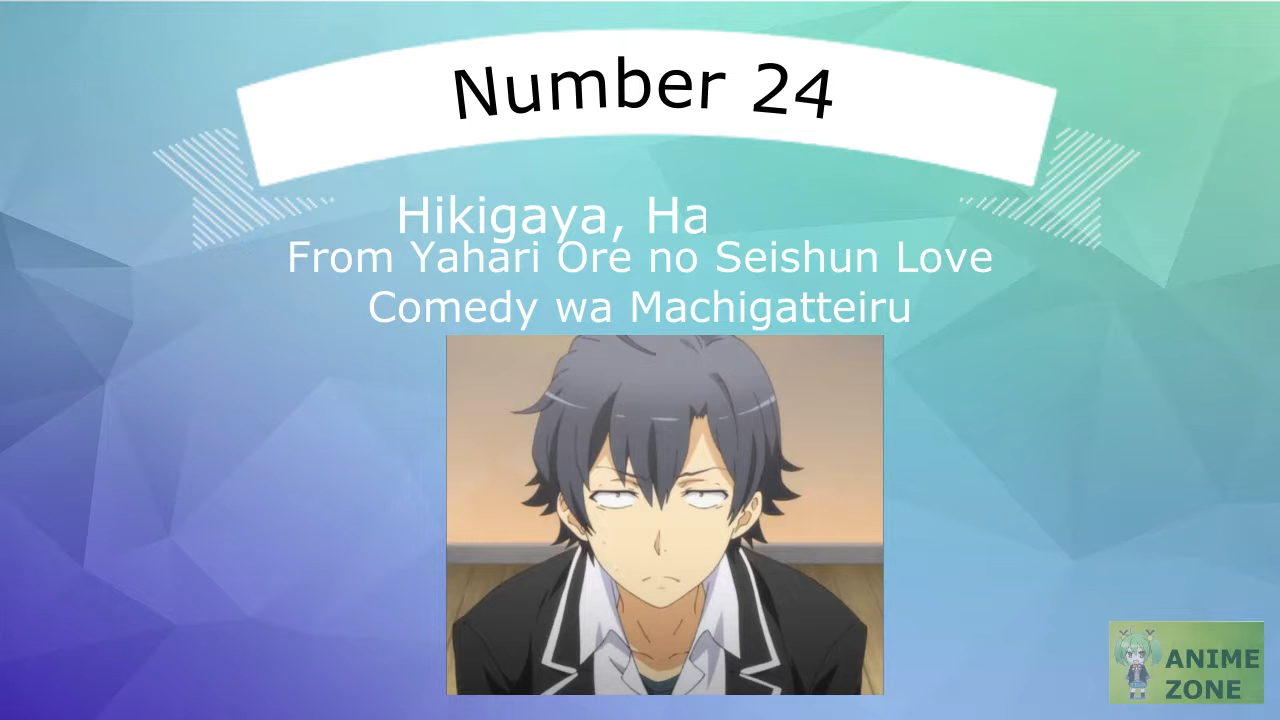 Number 24
Hikigaya, Ha
From Yahari Ore no Seishun Love
Comedy wa Machigatteiru
ANIME
ZONE